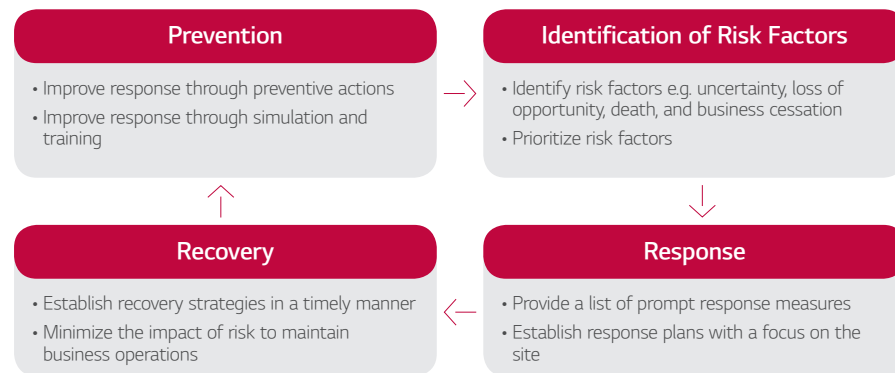 Prevention
• Improve response through preventive actions
• Improve response through simulation and
training
Identification of Risk Factors
• Identify risk factors e.g. uncertainty, loss of
opportunity, death, and business cessation
• Prioritize risk factors
Recovery
• Establish recovery strategies in a timely manner
• Minimize the impact of risk to maintain
business operations
Response
• Provide a list of prompt response measures
• Establish response plans with a focus on the
site